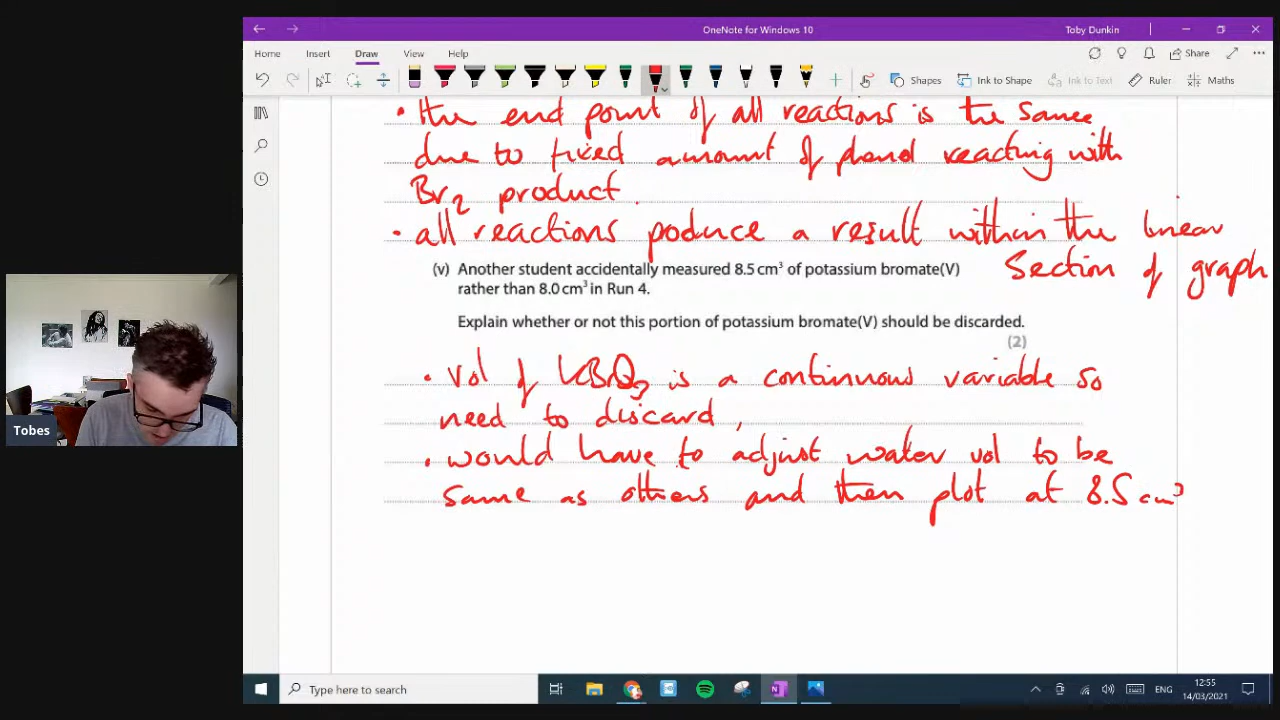 OneNote for Windows 10
Toby Dunkin
Home Insert Draw View Help
Share
Shapes Ink to Shape Ink to Text Ruler Maths
• the end point of all reactions is the same
due to fixed amount of phenol reacting with
Br2 product.
• all reactions poduce a result within the linear
Section of graph
(v) Another student accidentally measured 8.5 cm³ of potassium bromate(V)
rather than 8.0 cm³ in Run 4.
Explain whether or not this portion of potassium bromate(V) should be discarded.
(2)
• Vol of KBrO3 is a continuous variable so
need to discard,
• would have to adjust water vol to be
same as others and then plot at 8.5 cm³
Tobes
Type here to search
ENG
12:55
14/03/2021